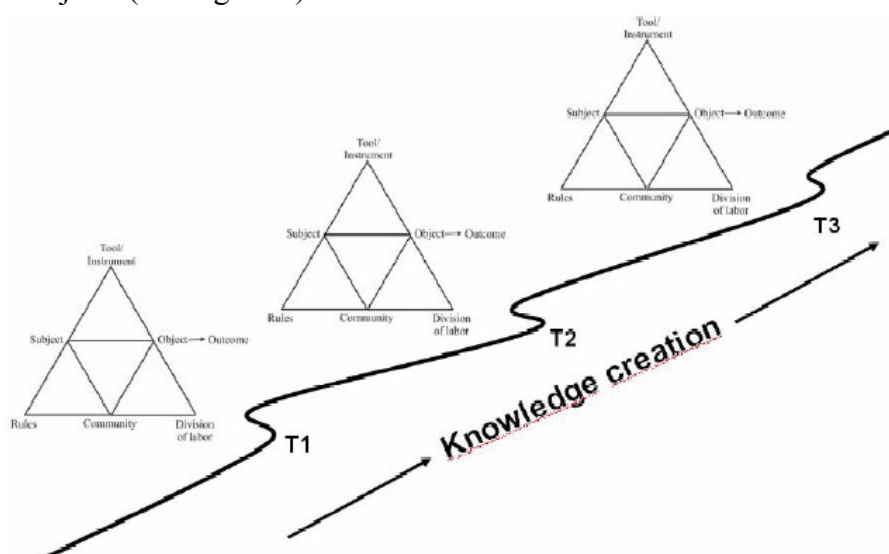 Tool/
Instrument
Subject
Object
Outcome
Rules
Community
Division
of labor
Tool/
Instrument
Subject
Object
Outcome
Rules
Community
Division
of labor
Tool/
Instrument
Subject
Object
Outcome
Rules
Community
Division
of labor
T3
T2
T1
Knowledge creation